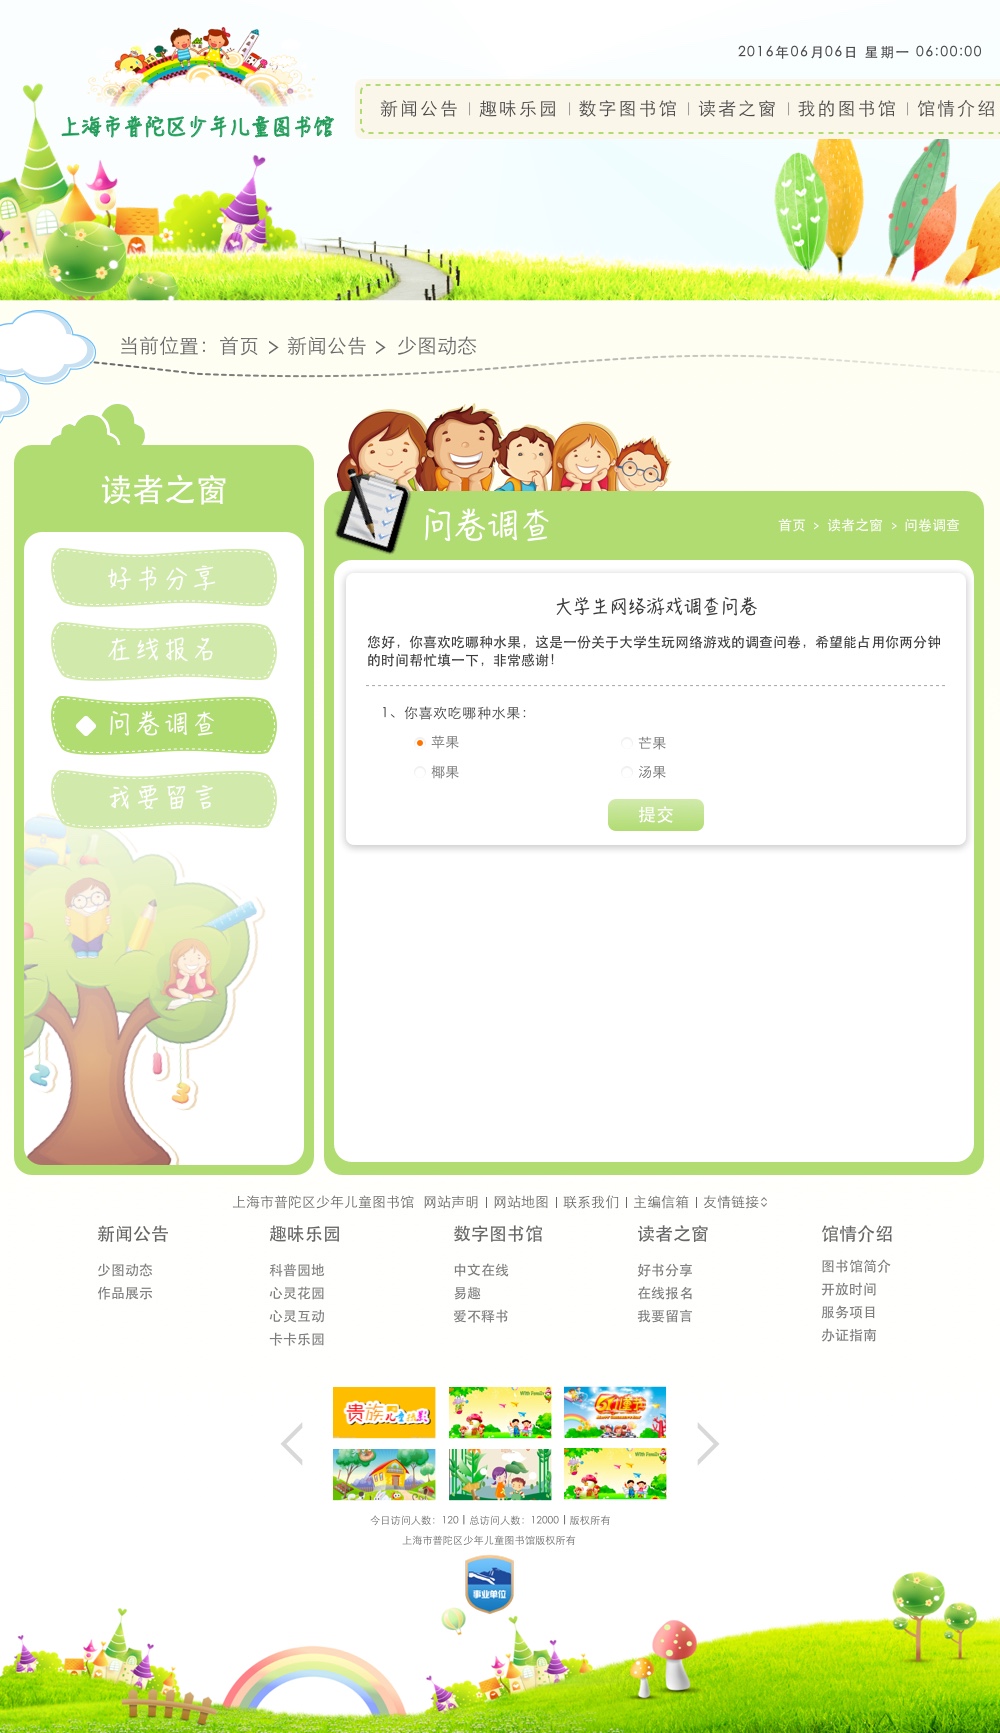 2016年06月06日 星期一 06:00:00
上海市普陀区少年儿童图书馆
新闻公告 | 趣味乐园 | 数字图书馆 | 读者之窗 | 我的图书馆 | 馆情介绍
当前位置：首页 > 新闻公告 > 少图动态
读者之窗
好书分享
在线报名
问卷调查
我要留言
问卷调查
首页 > 读者之窗 > 问卷调查
大学生网络游戏调查问卷
您好，你喜欢吃哪种水果，这是一份关于大学生玩网络游戏的调查问卷，希望能占用你两分钟
的时间帮忙填一下，非常感谢！
1、你喜欢吃哪种水果：
苹果
芒果
椰果
汤果
提交
2
3
上海市普陀区少年儿童图书馆 网站声明 | 网站地图 | 联系我们 | 主编信箱 | 友情链接
新闻公告
少图动态
作品展示
趣味乐园
科普园地
心灵花园
心灵互动
卡卡乐园
数字图书馆
中文在线
易趣
爱不释书
读者之窗
好书分享
在线报名
我要留言
馆情介绍
图书馆简介
开放时间
服务项目
办证指南
With Family
With Family
今日访问人数：120 | 总访问人数：12000 | 版权所有
上海市普陀区少年儿童图书馆版权所有
事业单位